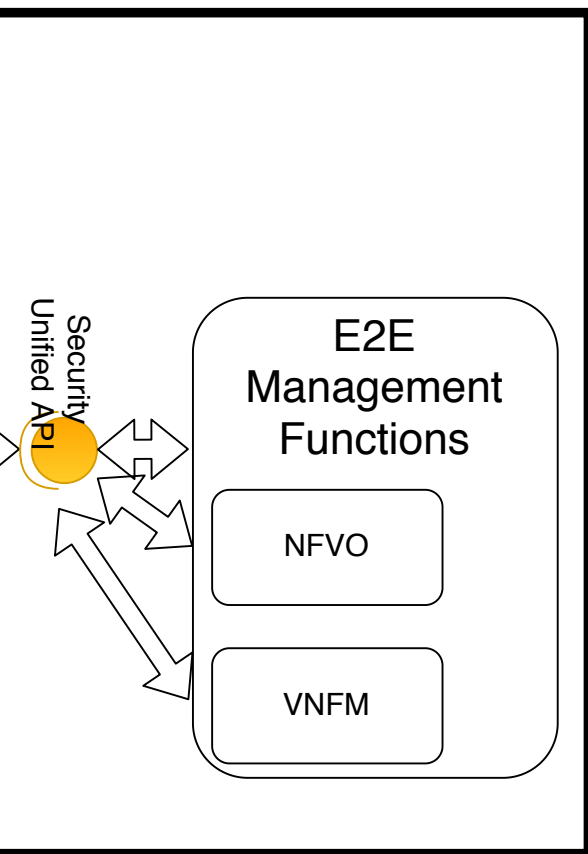 Security
Unified API
E2E
Management
Functions
NFVO
VNFM